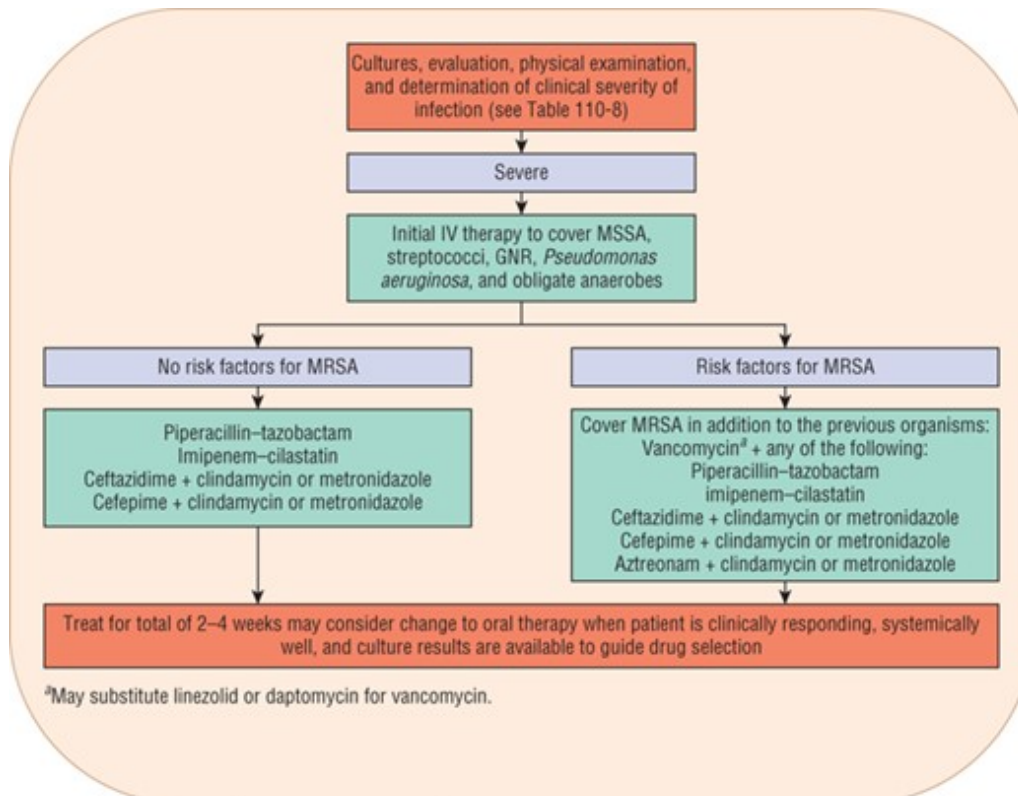 Cultures, evaluation, physical examination,
and determination of clinical severity of
infection (see Table 110-8)
Severe
Initial IV therapy to cover MSSA,
streptococci, GNR, Pseudomonas
aeruginosa, and obligate anaerobes
No risk factors for MRSA
Piperacillin–tazobactam
Imipenem–cilastatin
Ceftazidime + clindamycin or metronidazole
Cefepime + clindamycin or metronidazole
Risk factors for MRSA
Cover MRSA in addition to the previous organisms:
Vancomycinᵃ + any of the following:
Piperacillin–tazobactam
imipenem–cilastatin
Ceftazidime + clindamycin or metronidazole
Cefepime + clindamycin or metronidazole
Aztreonam + clindamycin or metronidazole
Treat for total of 2–4 weeks may consider change to oral therapy when patient is clinically responding, systemically
well, and culture results are available to guide drug selection
ᵃMay substitute linezolid or daptomycin for vancomycin.